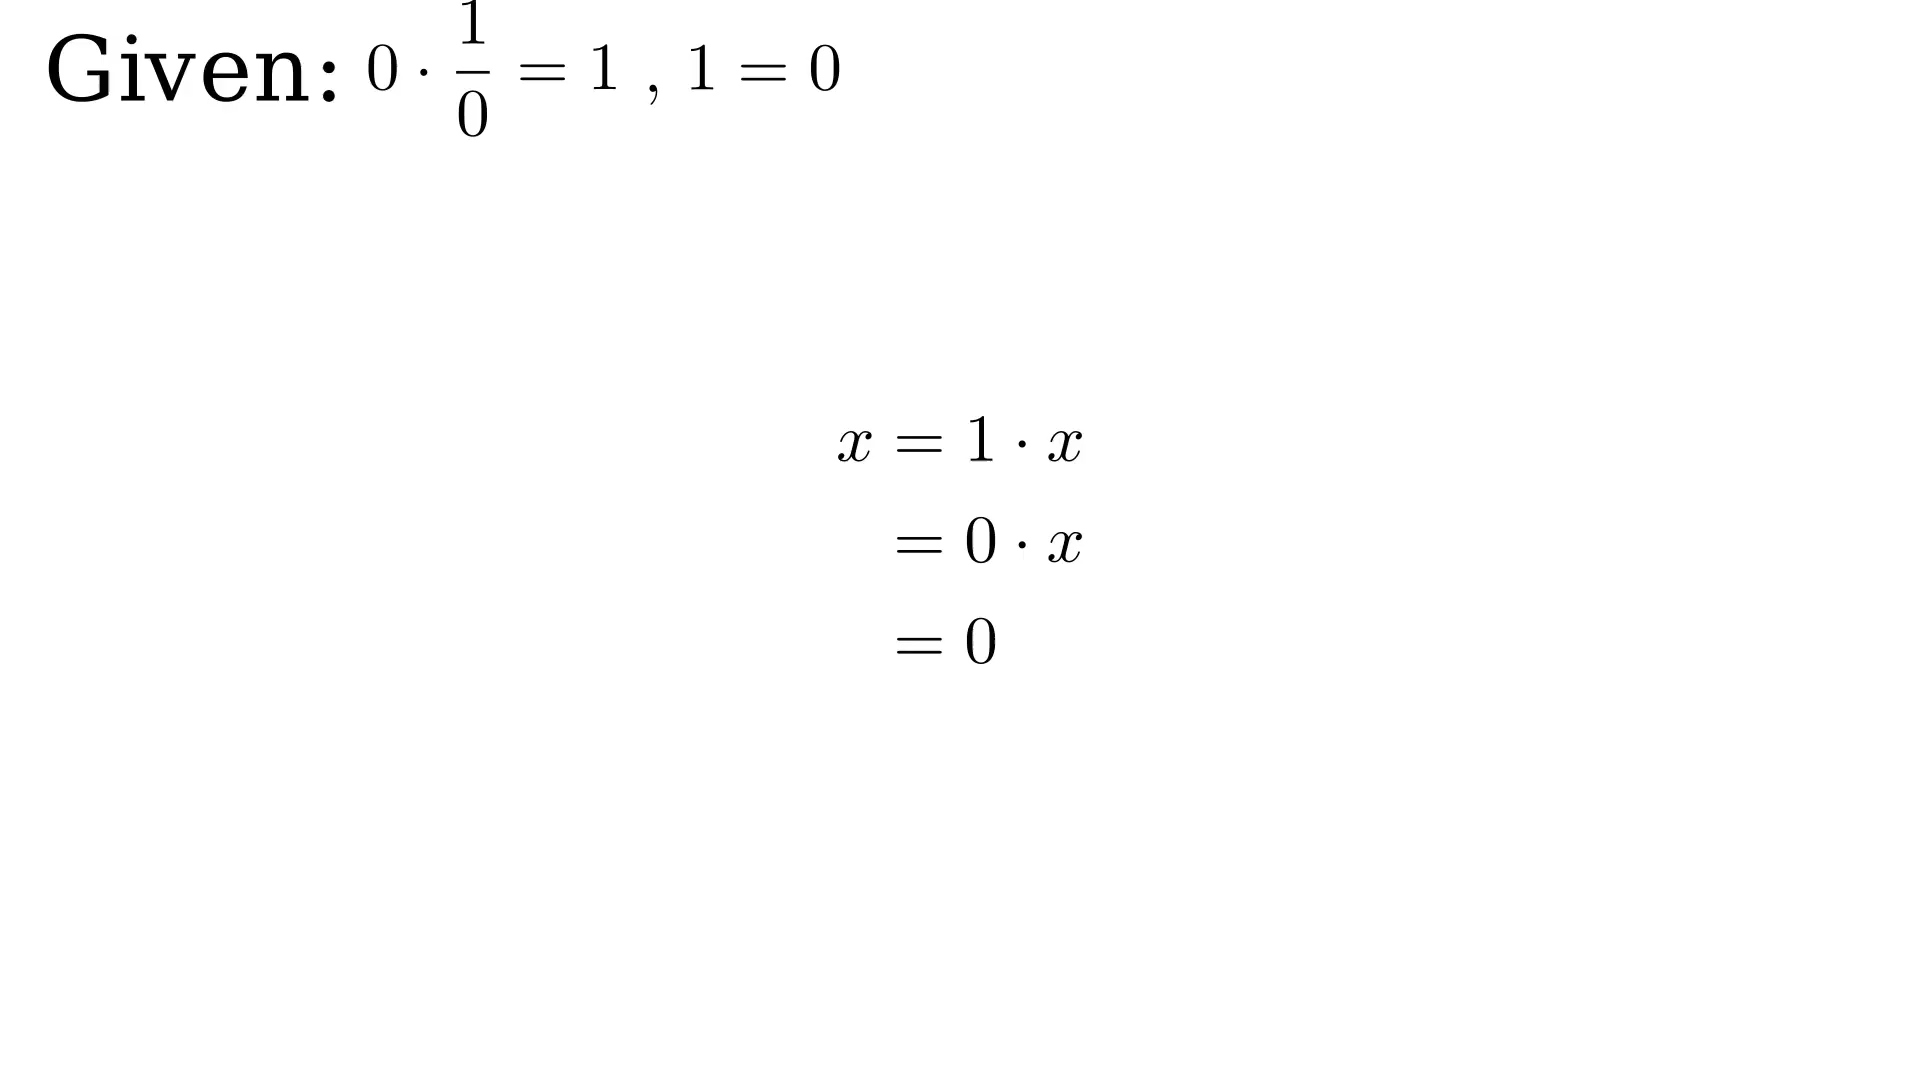 Given: 0 · 1/0 = 1 , 1 = 0
x = 1 · x
= 0 · x
= 0